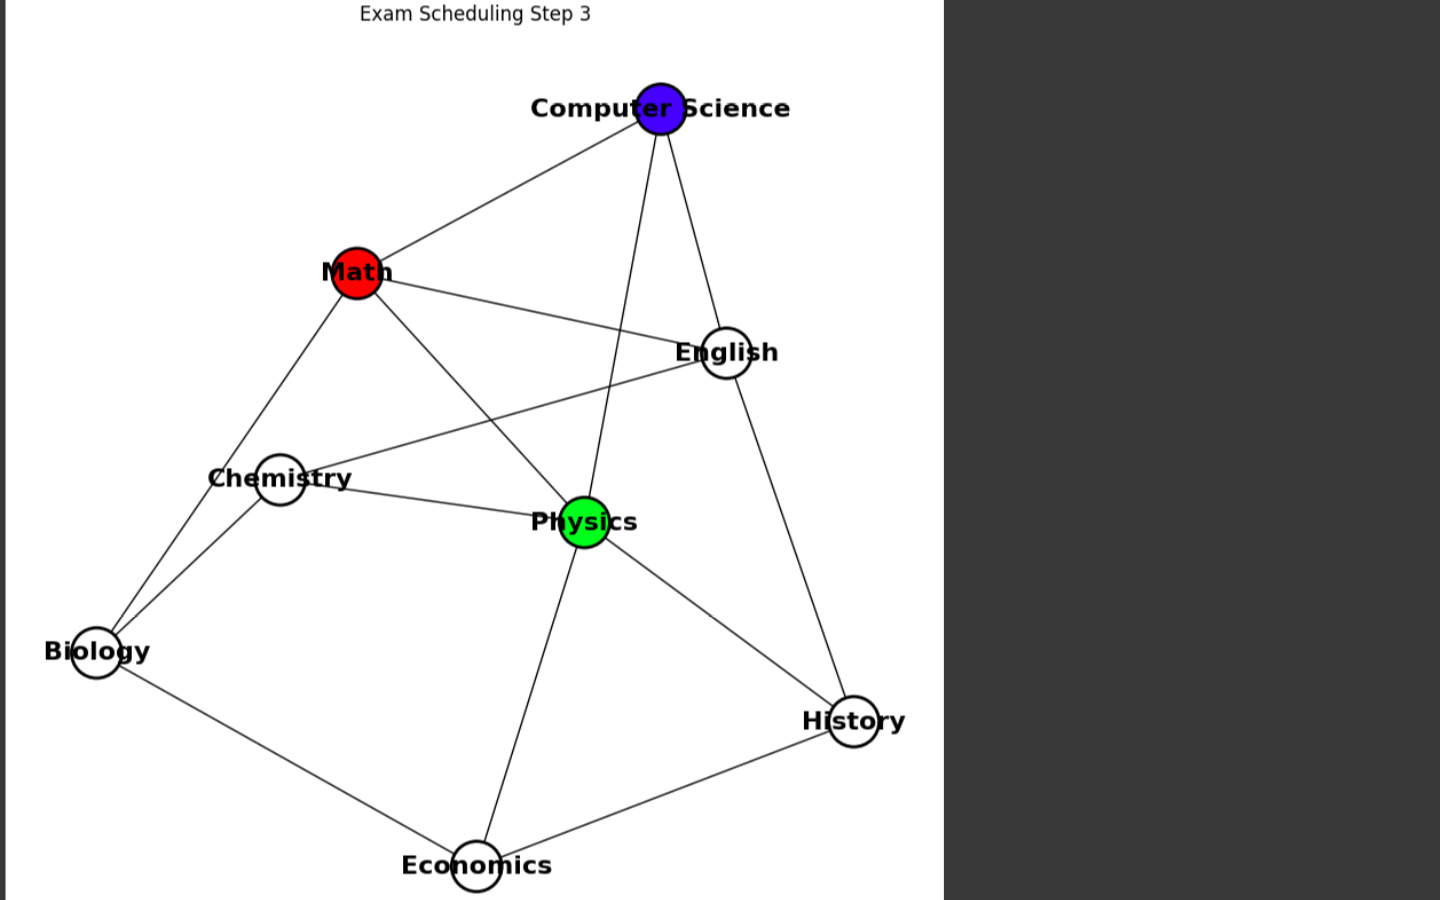 Exam Scheduling Step 3
Computer Science
Math
English
Chemistry
Physics
Biology
History
Economics